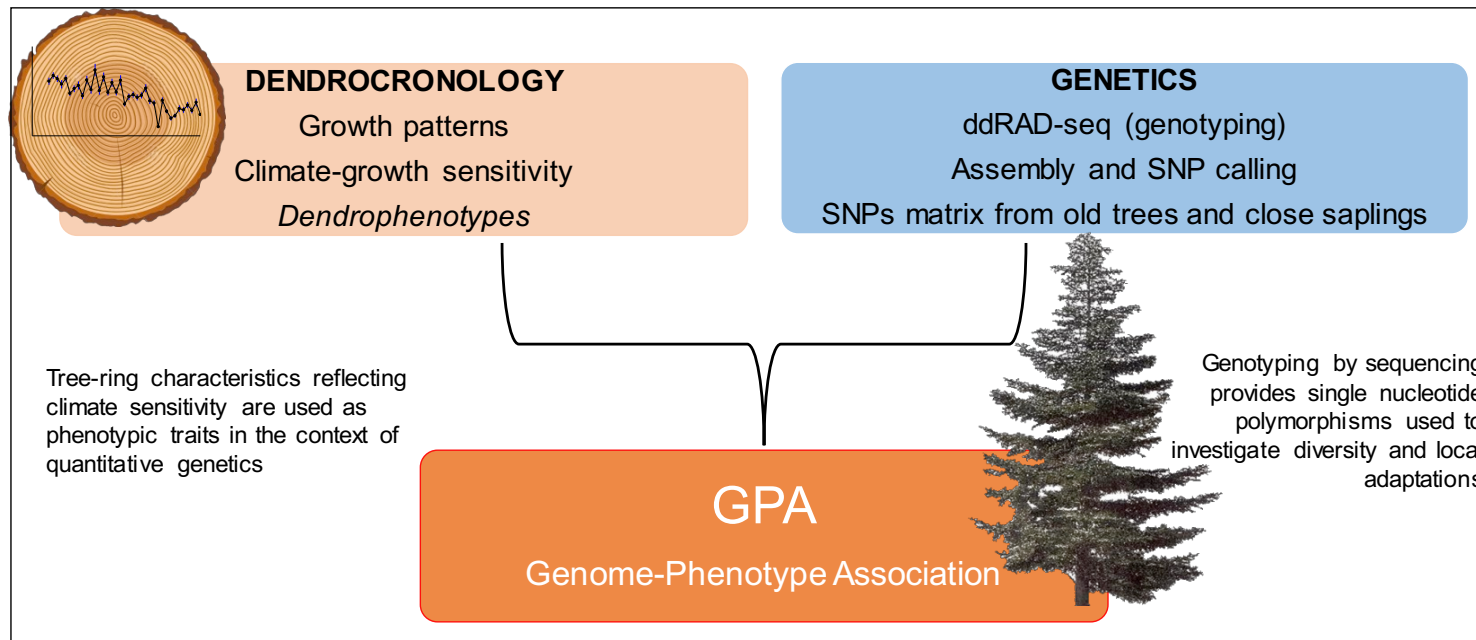 DENDROCRONOLOGY
Growth patterns
Climate-growth sensitivity
Dendrophenotypes
GENETICS
ddRAD-seq (genotyping)
Assembly and SNP calling
SNPs matrix from old trees and close saplings
Tree-ring characteristics reflecting
climate sensitivity are used as
phenotypic traits in the context of
quantitative genetics
Genotyping by sequencing
provides single nucleotide
polymorphisms used to
investigate diversity and local
adaptations
GPA
Genome-Phenotype Association